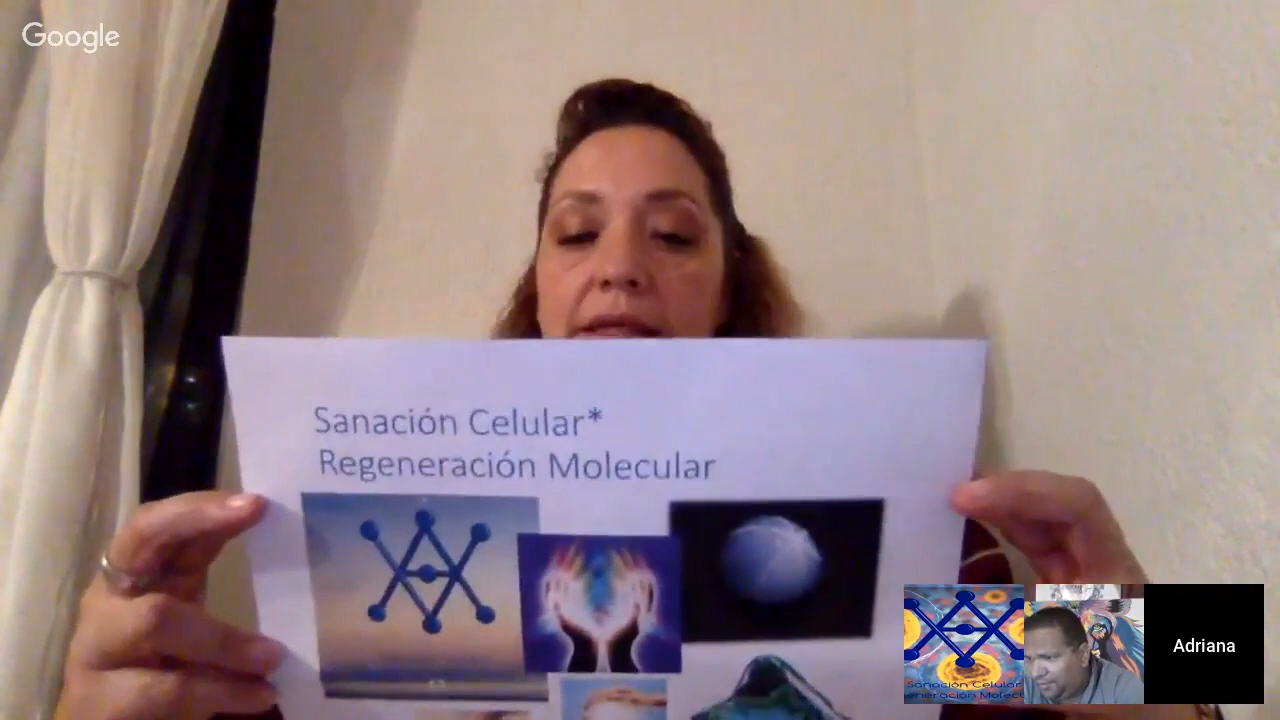 Google
Sanación Celular*
Regeneración Molecular
Adriana
Sanación Celular